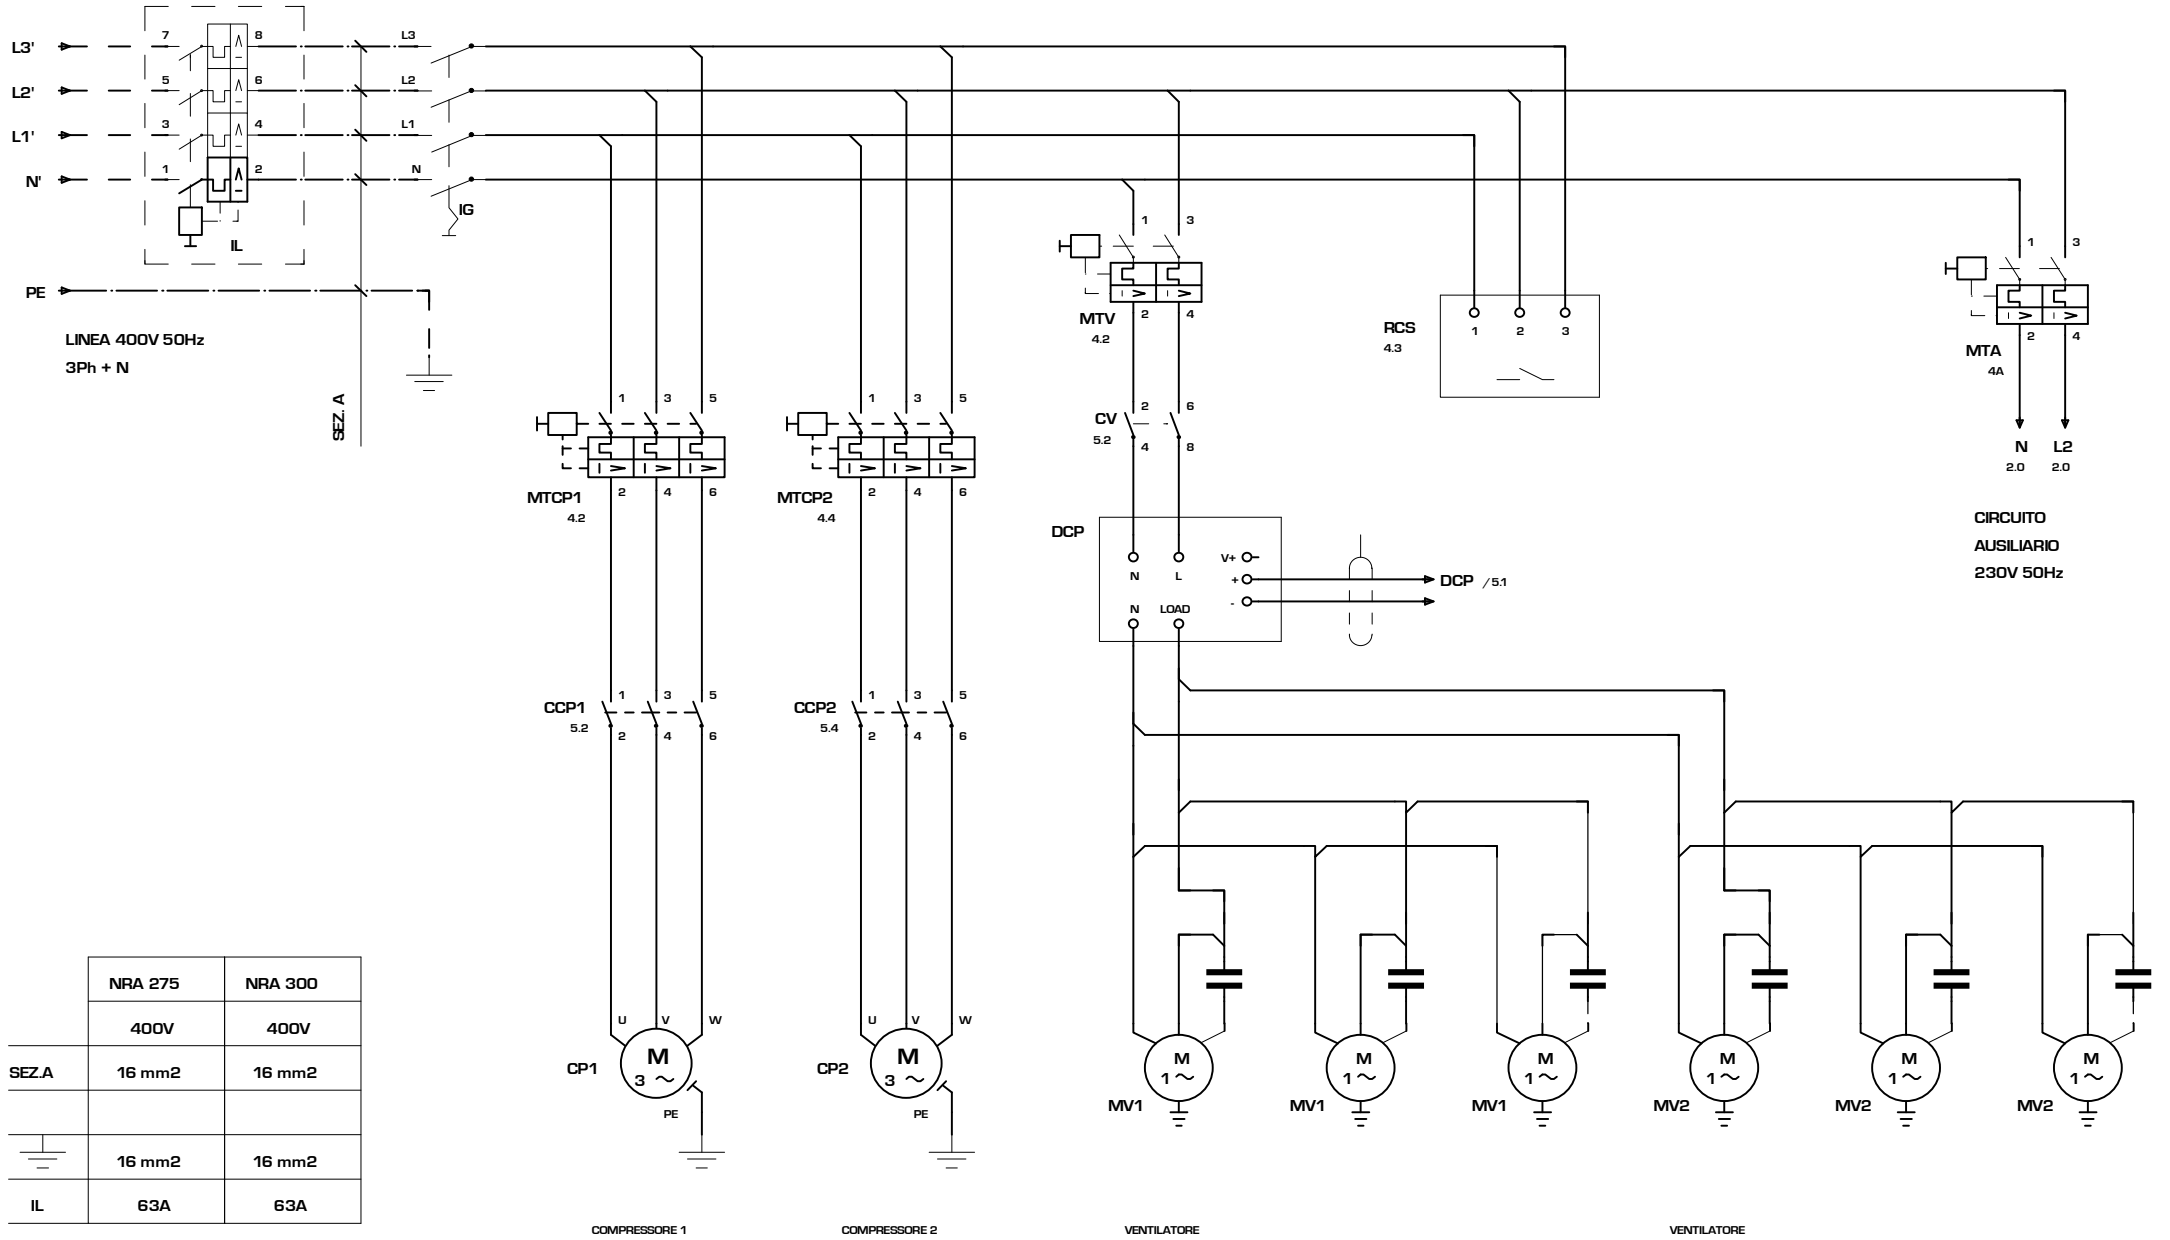 7 8 L3
L3'
5 6 L2
L2'
3 4 L1
L1'
1 2 N
N'
IG
IL
PE
LINEA 400V 50Hz
3Ph + N
SEZ. A
1 3 5
MTCP1
4.2
2 4 6
1 3 5
MTCP2
4.4
2 4 6
1 3
MTV
4.2
2 4
2 6
CV
5.2
4 8
RCS
4.3
1 2 3
1 3
MTA
4A
2 4
N L2
2.0 2.0
CIRCUITO
AUSILIARIO
230V 50Hz
DCP
V+
N L
+
-
N LOAD
DCP / 5.1
1 3 5
CCP1
5.2
2 4 6
1 3 5
CCP2
5.4
2 4 6
U V W
M
3 ~
CP1
PE
U V W
M
3 ~
CP2
PE
M
1 ~
MV1
M
1 ~
MV1
M
1 ~
MV1
M
1 ~
MV2
M
1 ~
MV2
M
1 ~
MV2
NRA 275 NRA 300
400V 400V
SEZ.A 16 mm2 16 mm2
16 mm2 16 mm2
IL 63A 63A
COMPRESSORE 1 COMPRESSORE 2 VENTILATORE VENTILATORE